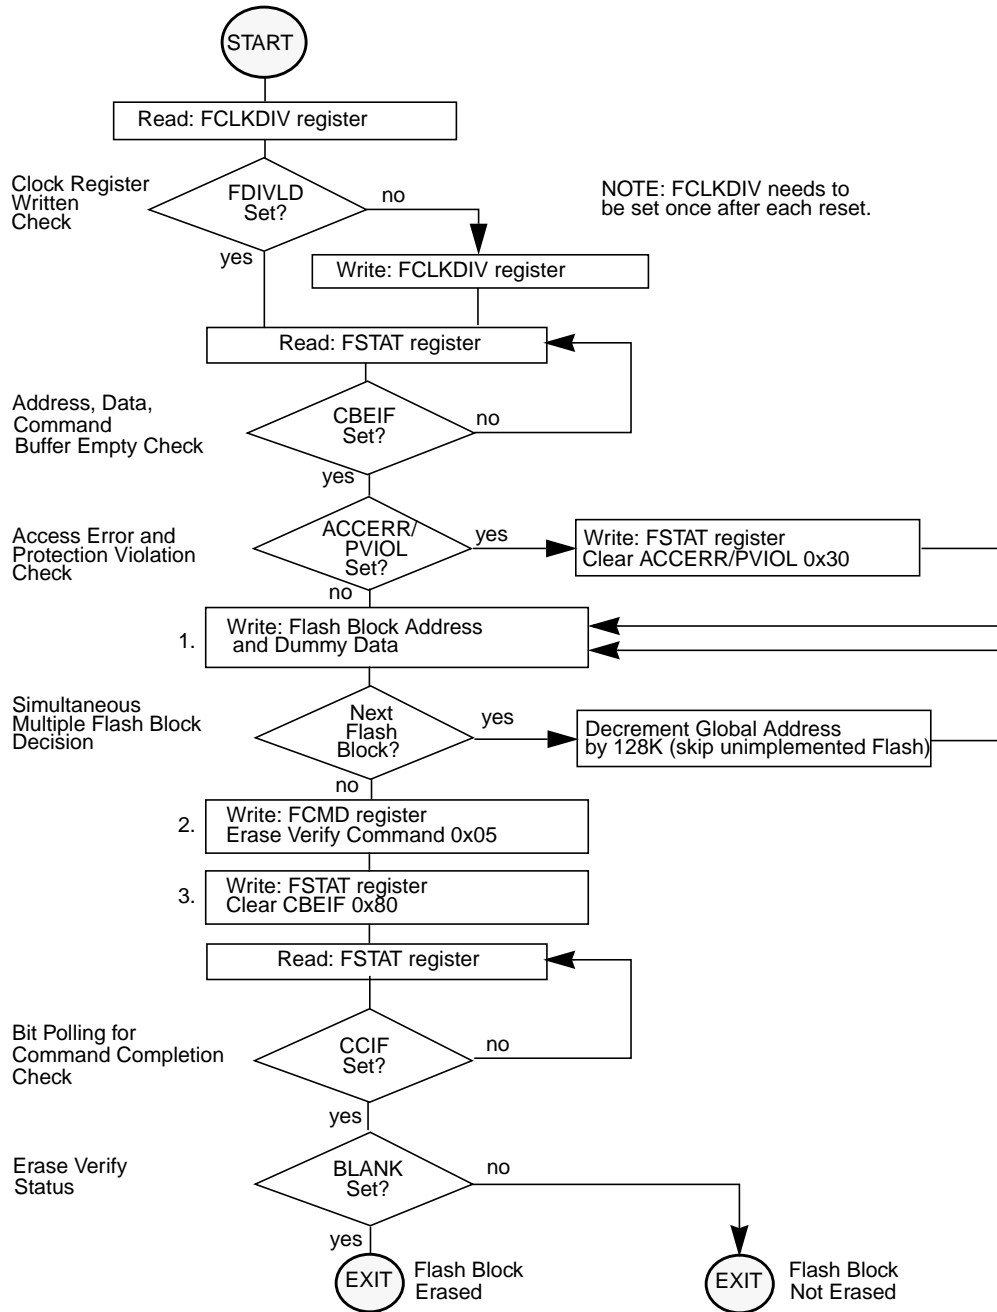 START
Read: FCLKDIV register
Clock Register
Written
Check
FDIVLD
Set?
no
yes
NOTE: FCLKDIV needs to
be set once after each reset.
Write: FCLKDIV register
Read: FSTAT register
Address, Data,
Command
Buffer Empty Check
CBEIF
Set?
no
yes
Access Error and
Protection Violation
Check
ACCERR/
PVIOL
Set?
yes
no
Write: FSTAT register
Clear ACCERR/PVIOL 0x30
1.
Write: Flash Block Address
and Dummy Data
Simultaneous
Multiple Flash Block
Decision
Next
Flash
Block?
yes
no
Decrement Global Address
by 128K (skip unimplemented Flash)
2.
Write: FCMD register
Erase Verify Command 0x05
3.
Write: FSTAT register
Clear CBEIF 0x80
Read: FSTAT register
Bit Polling for
Command Completion
Check
CCIF
Set?
no
yes
Erase Verify
Status
BLANK
Set?
no
yes
EXIT
Flash Block
Erased
EXIT
Flash Block
Not Erased